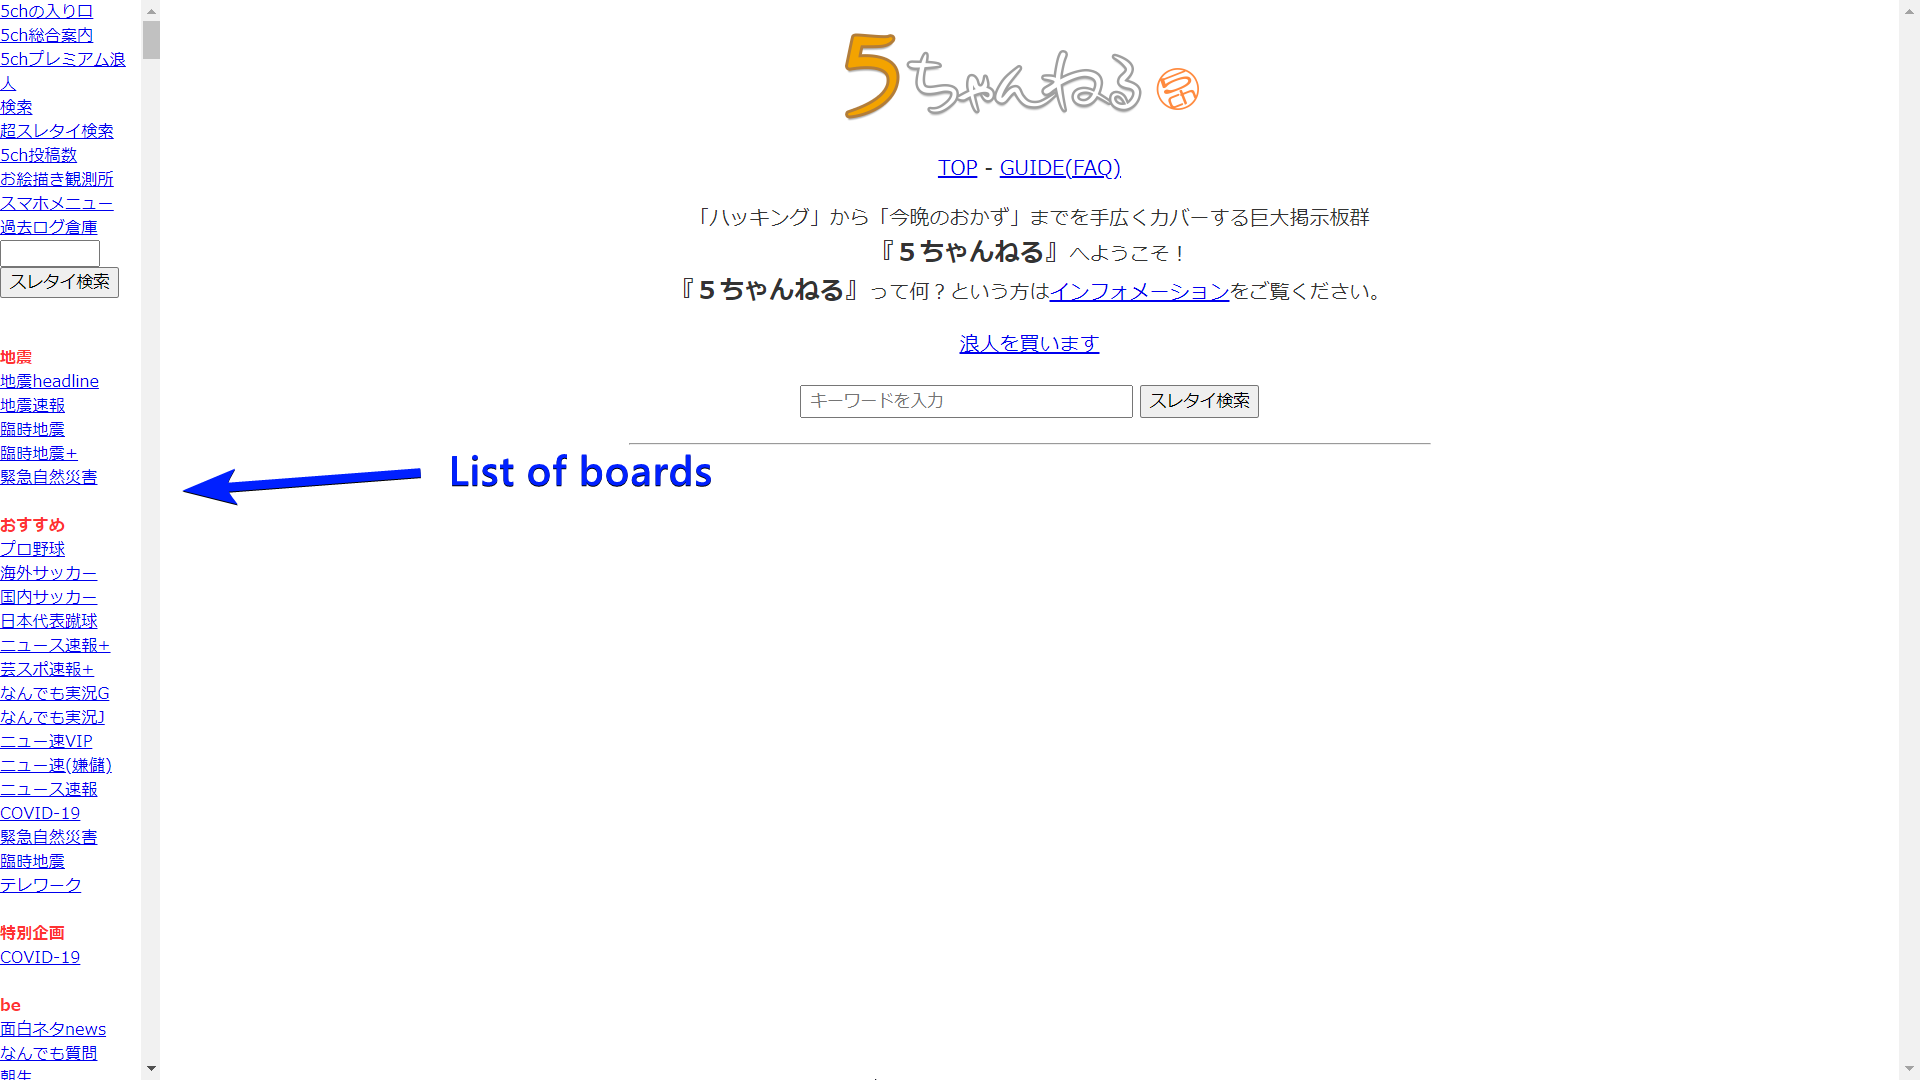 5chの入り口
5ch総合案内
5chプレミアム浪
人
検索
超スレタイ検索
5ch投稿数
お絵描き観測所
スマホメニュー
過去ログ倉庫
スレタイ検索
地震
地震headline
地震速報
臨時地震
臨時地震+
緊急自然災害
おすすめ
プロ野球
海外サッカー
国内サッカー
日本代表蹴球
ニュース速報+
芸スポ速報+
なんでも実況G
なんでも実況J
ニュー速VIP
ニュー速(嫌儲)
ニュース速報
COVID-19
緊急自然災害
臨時地震
テレワーク
特別企画
COVID-19
be
面白ネタnews
なんでも質問
朝生
5ちゃんねる
TOP - GUIDE(FAQ)
「ハッキング」から「今晩のおかず」までを手広くカバーする巨大掲示板群
『５ちゃんねる』へようこそ！
『５ちゃんねる』って何？という方はインフォメーションをご覧ください。
浪人を買います
キーワードを入力 スレタイ検索
List of boards